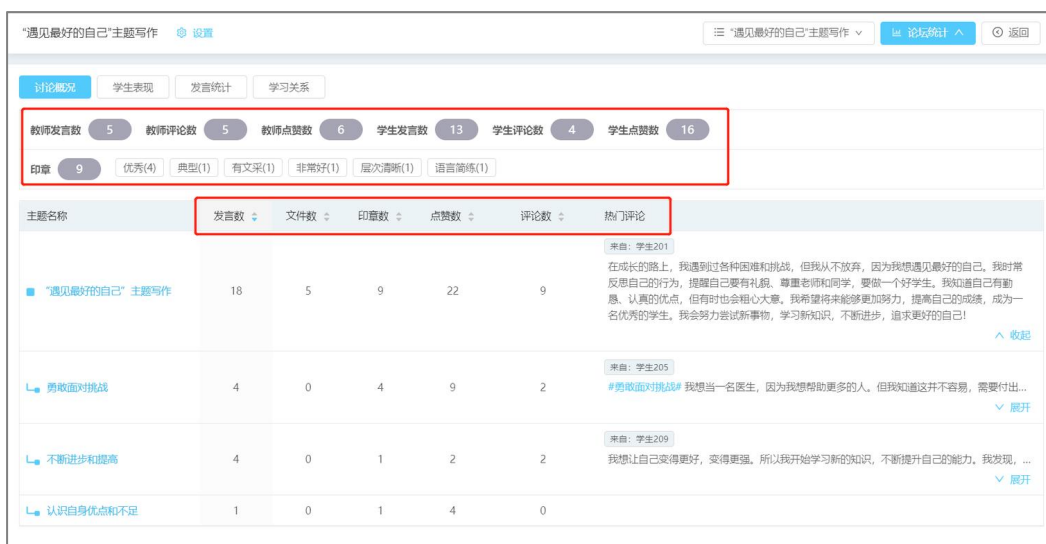 “遇见最好的自己”主题写作 设置 “遇见最好的自己”主题写作 论坛统计 返回
讨论概况 学生表现 发言统计 学习关系
教师发言数 5 教师评论数 5 教师点赞数 6 学生发言数 13 学生评论数 4 学生点赞数 16
印章 9 优秀(4) 典型(1) 有文采(1) 非常好(1) 层次清晰(1) 语言简练(1)
主题名称 发言数 文件数 印章数 点赞数 评论数 热门评论
来自：学生201
在成长的路上，我遇到过各种困难和挑战，但我从不放弃，因为我想遇见最好的自己。我时常
反思自己的行为，提醒自己要有礼貌、尊重老师和同学，要做一个好学生。我知道自己有勤
“遇见最好的自己” 主题写作 18 5 9 22 9
恳、认真的优点，但有时也会粗心大意。我希望将来能够更加努力，提高自己的成绩，成为一
名优秀的学生。我会努力尝试新事物，学习新知识，不断进步，追求更好的自己！
收起
来自：学生205
勇敢面对挑战 4 0 4 9 2 #勇敢面对挑战# 我想当一名医生，因为我想帮助更多的人。但我知道这并不容易，需要付出...
展开
来自：学生209
不断进步和提高 4 0 1 2 2 我想让自己变得更好，变得更强。所以我开始学习新的知识，不断提升自己的能力。我发现，...
展开
认识自身优点和不足 1 0 1 4 0